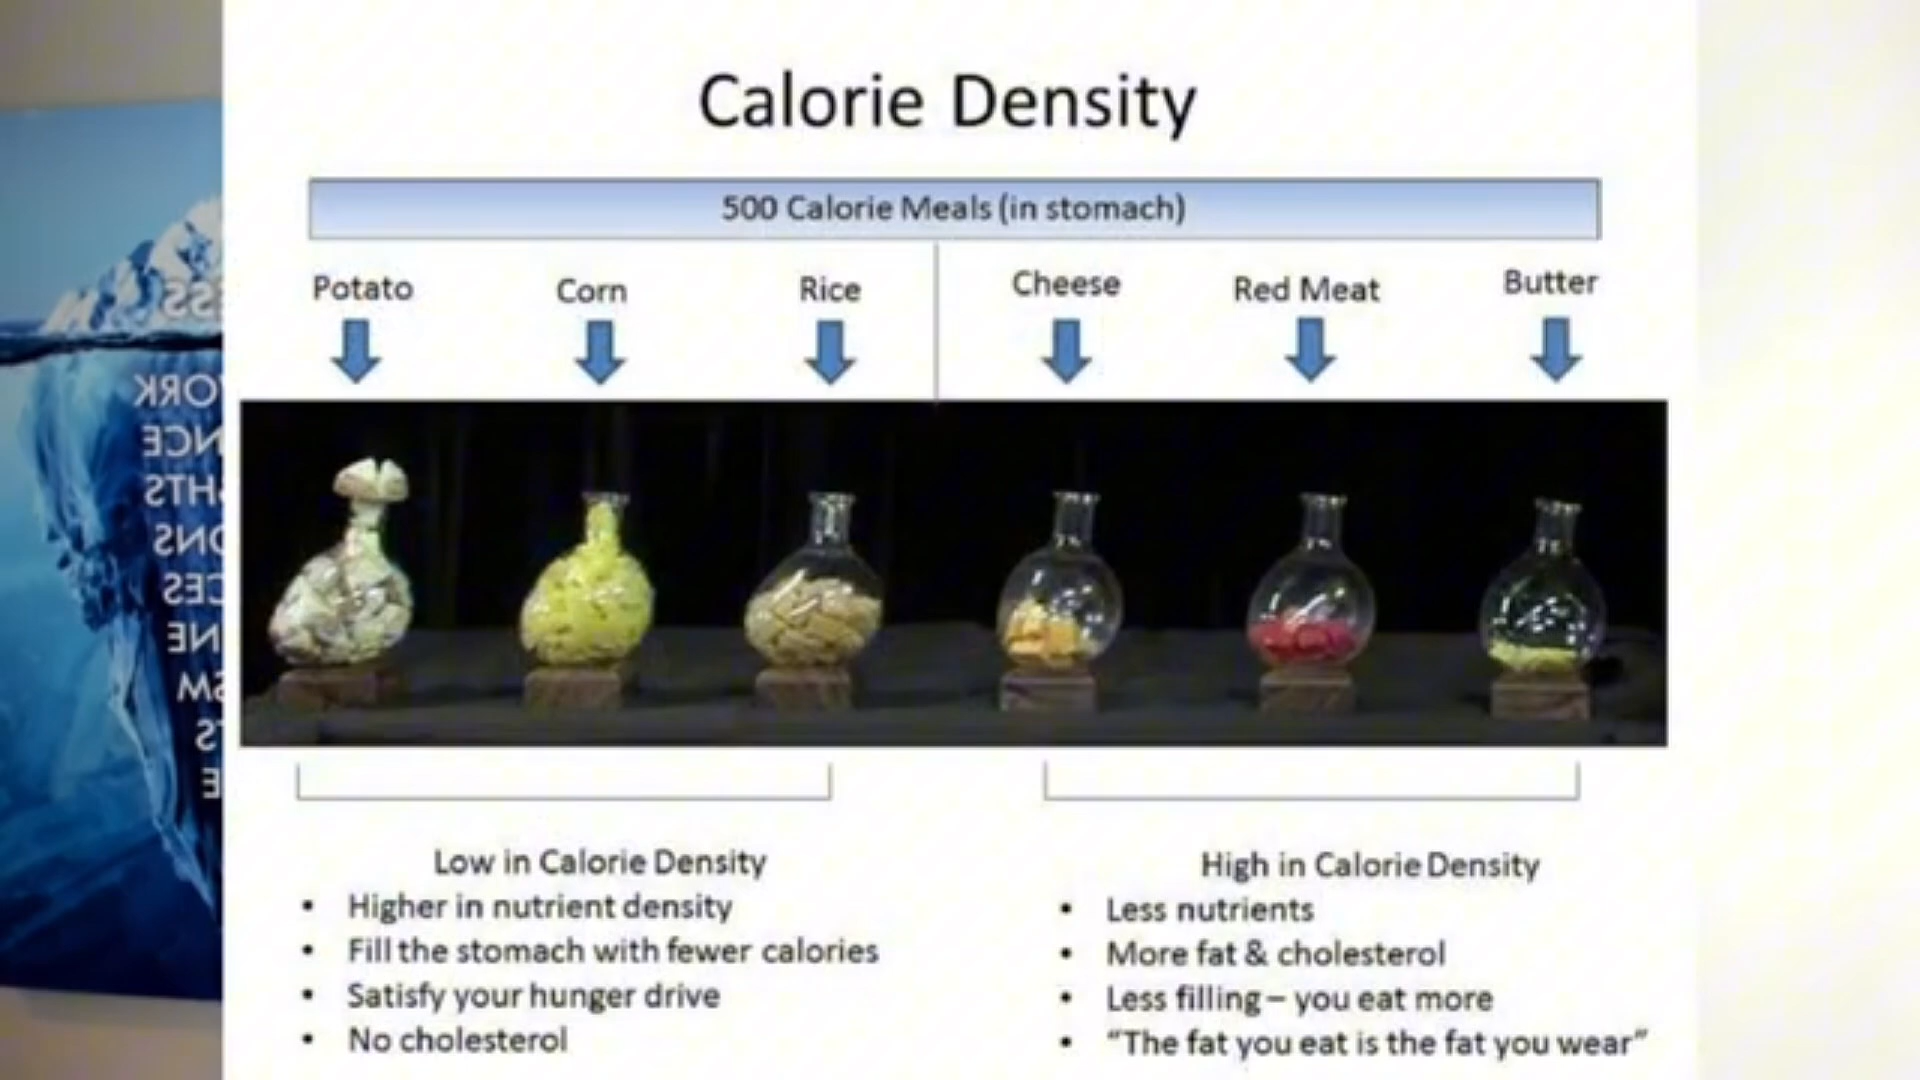 Calorie Density
500 Calorie Meals (in stomach)
Potato Corn Rice Cheese Red Meat Butter
Low in Calorie Density
• Higher in nutrient density
• Fill the stomach with fewer calories
• Satisfy your hunger drive
• No cholesterol
High in Calorie Density
• Less nutrients
• More fat & cholesterol
• Less filling – you eat more
• "The fat you eat is the fat you wear"